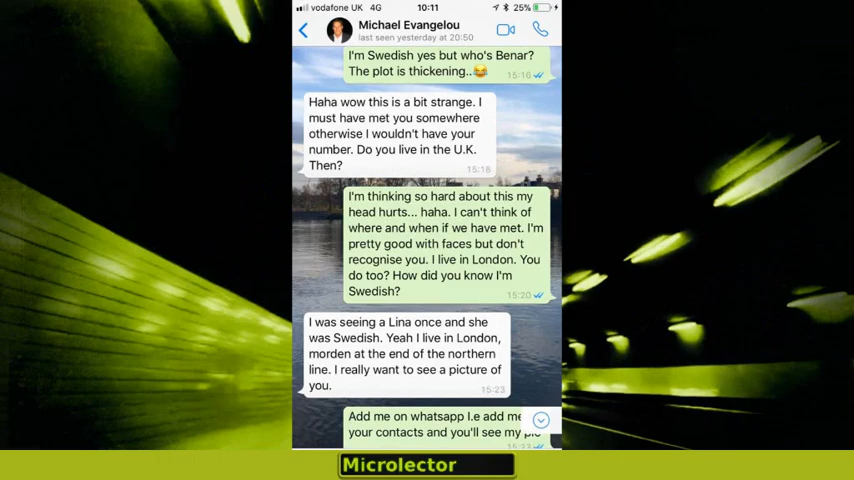 vodafone UK 4G 10:11 25%
Michael Evangelou
last seen yesterday at 20:50
I'm Swedish yes but who's Benar?
The plot is thickening..😂 15:16
Haha wow this is a bit strange. I
must have met you somewhere
otherwise I wouldn't have your
number. Do you live in the U.K.
Then? 15:18
I'm thinking so hard about this my
head hurts... haha. I can't think of
where and when if we have met. I'm
pretty good with faces but don't
recognise you. I live in London. You
do too? How did you know I'm
Swedish? 15:20
I was seeing a Lina once and she
was Swedish. Yeah I live in London,
morden at the end of the northern
line. I really want to see a picture of
you. 15:23
Add me on whatsapp I.e add me
your contacts and you'll see my
Microlector